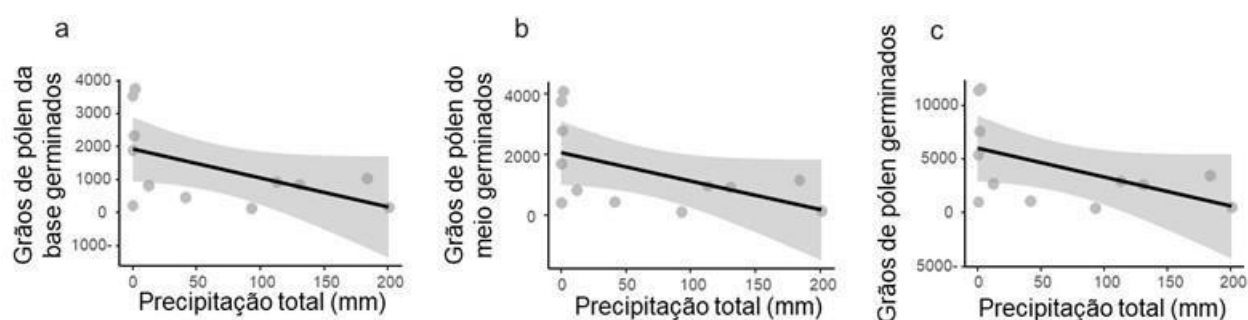 a
Grãos de pólen da
base germinados
4000
3000
2000
1000
0
1000-
0
50
100
150
200
Precipitação total (mm)
b
Grãos de pólen do
meio germinados
4000
2000
0
0
50
100
150
200
Precipitação total (mm)
c
Grãos de pólen germinados
10000
5000
0
5000-
0
50
100
150
200
Precipitação total (mm)